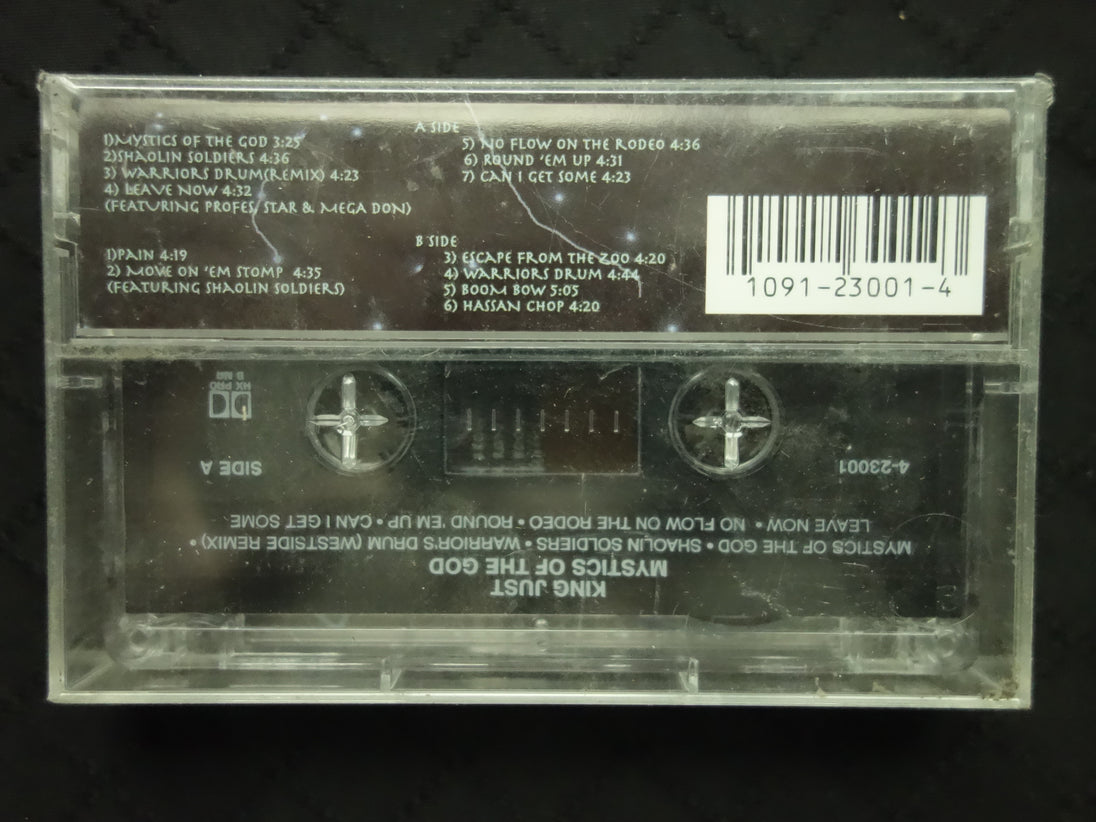 A SIDE
1)MYSTICS OF THE GOD 3:25
2)SHAOLIN SOLDIERS 4:36
3) WARRIORS DRUM(REMIX) 4:23
4) LEAVE NOW 4:32
(FEATURING PROFES, STAR & MEGA DON)
5) NO FLOW ON THE RODEO 4:36
6) ROUND 'EM UP 4:31
7) CAN I GET SOME 4:23
B SIDE
1)PAIN 4:19
2) MOVE ON 'EM STOMP 4:35
(FEATURING SHAOLIN SOLDIERS)
3) ESCAPE FROM THE ZOO 4:20
4) WARRIORS DRUM 4:44
5) BOOM BOW 5:05
6) HASSAN CHOP 4:20
1091-23001-4
KING JUST
MYSTICS OF THE GOD
MYSTICS OF THE GOD • SHAOLIN SOLDIERS • WARRIOR'S DRUM (WESTSIDE REMIX) •
LEAVE NOW • NO FLOW ON THE RODEO • ROUND 'EM UP • CAN I GET SOME
4-23001
SIDE A
B NR
HX PRO